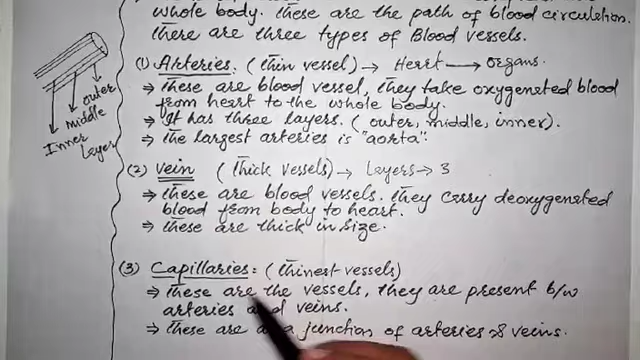 whole body. These are the path of blood circulation.
There are three types of Blood vessels.
(1) Arteries. (thin vessel) → Heart → organs.
⇒ These are blood vessel, They take oxygenated blood
from heart to the whole body.
⇒ It has three layers. (outer, middle, inner).
⇒ The largest arteries is "aorta".
outer
middle
Inner
Layer
(2) Vein (Thick vessels) → Layers → 3
⇒ These are blood vessels. They carry deoxygenated
blood from body to heart.
⇒ These are thick in size.
(3) Capillaries: (thinest vessels)
⇒ These are the vessels, They are present b/w
arteries and veins.
⇒ These are a junction of arteries & veins.